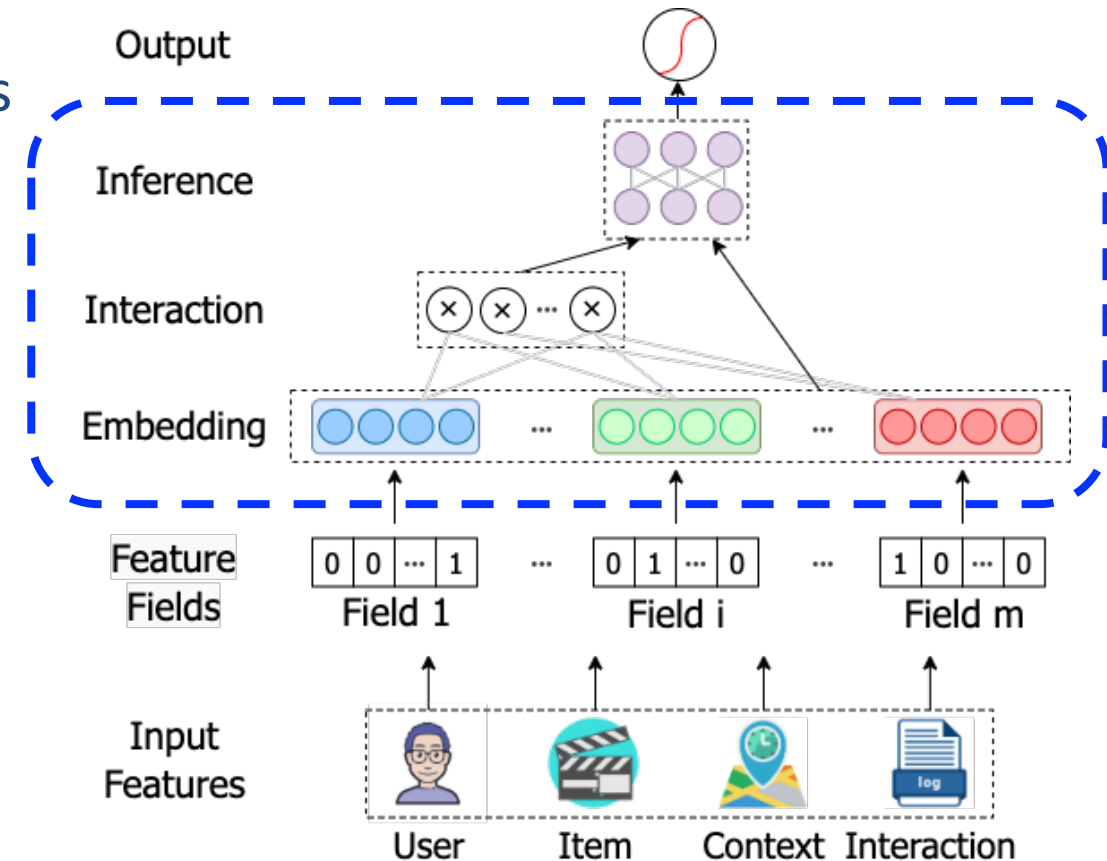 Output
s
Inference
Interaction
× × ... ×
Embedding
... ...
Feature
Fields
0 0 ... 1 ... 0 1 ... 0 ... 1 0 ... 0
Field 1 Field i Field m
Input
Features
log
User Item Context Interaction